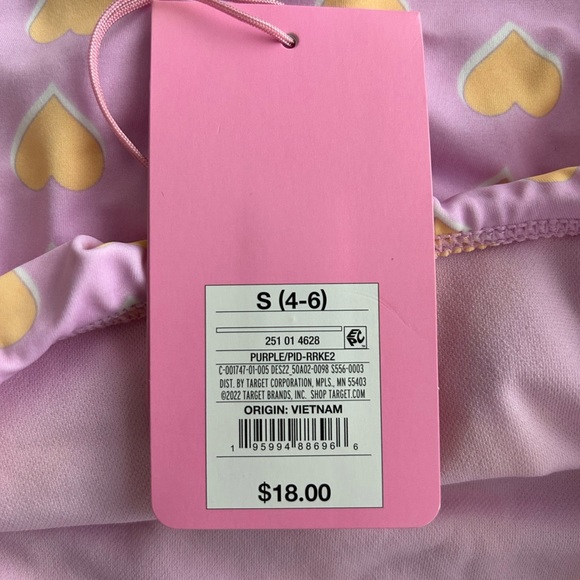 S (4-6)
251 01 4628
PURPLE/PID-RRKE2
C-001747-01-005 DES22_50A02-0098 S556-0003
DIST. BY TARGET CORPORATION, MPLS., MN 55403
©2022 TARGET BRANDS, INC. SHOP TARGET.COM
ORIGIN: VIETNAM
1 95994 88696 6
$18.00